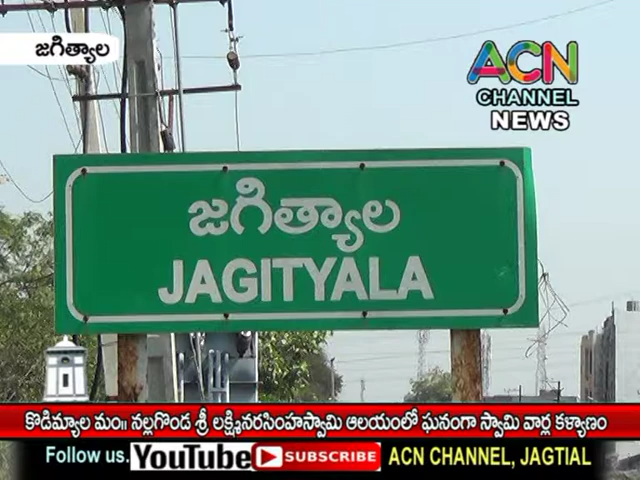 జగిత్యాల
ACN
CHANNEL
NEWS
జగిత్యాల
JAGITYALA
కొడిమ్యాల మం॥ నల్లగొండ శ్రీ లక్ష్మినరసింహస్వామి ఆలయంలో ఘనంగా స్వామి వార్ల కళ్యాణం
Follow us. YouTube SUBSCRIBE ACN CHANNEL, JAGTIAL